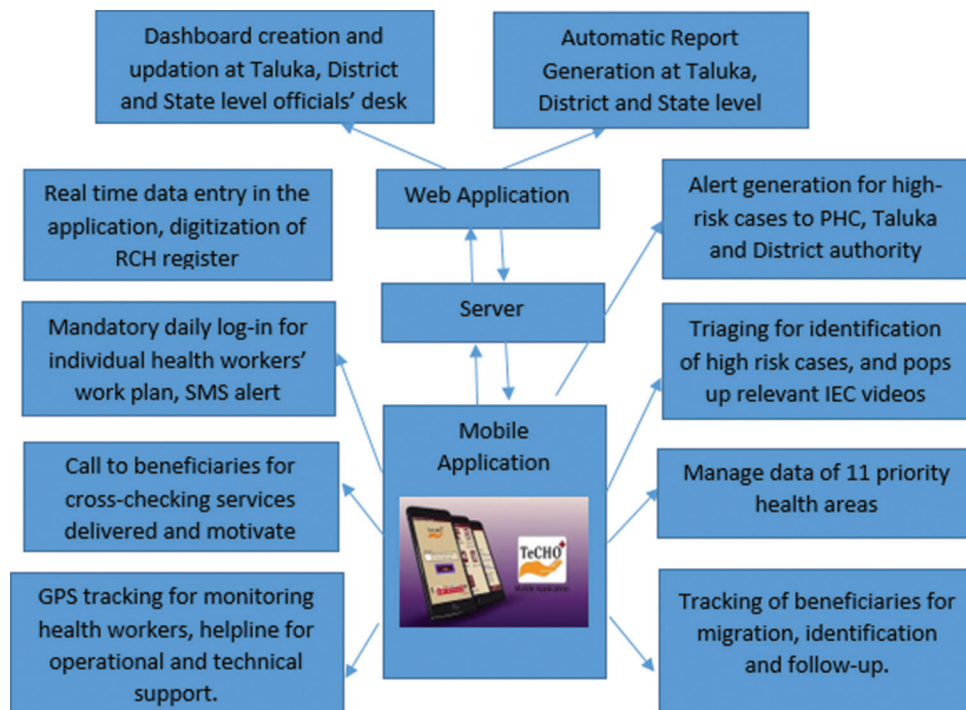 Dashboard creation and
updation at Taluka, District
and State level officials’ desk
Automatic Report
Generation at Taluka,
District and State level
Web Application
Real time data entry in the
application, digitization of
RCH register
Alert generation for high-
risk cases to PHC, Taluka
and District authority
Server
Mandatory daily log-in for
individual health workers’
work plan, SMS alert
Triaging for identification
of high risk cases, and pops
up relevant IEC videos
Mobile
Application
Call to beneficiaries for
cross-checking services
delivered and motivate
Manage data of 11 priority
health areas
TeCHO
Mobile Application
GPS tracking for monitoring
health workers, helpline for
operational and technical
support.
Tracking of beneficiaries for
migration, identification
and follow-up.